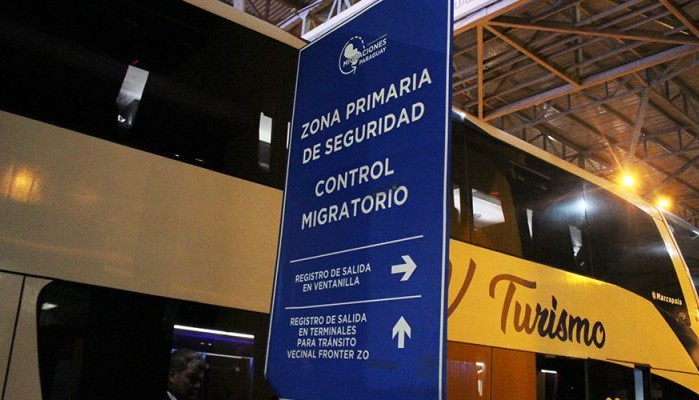 MIGRACIONES
PARAGUAY
ZONA PRIMARIA
DE SEGURIDAD
CONTROL
MIGRATORIO
REGISTRO DE SALIDA
EN VENTANILLA
REGISTRO DE SALIDA
EN TERMINALES
PARA TRÁNSITO
VECINAL FRONTER ZO
y Turismo
Marcopolo